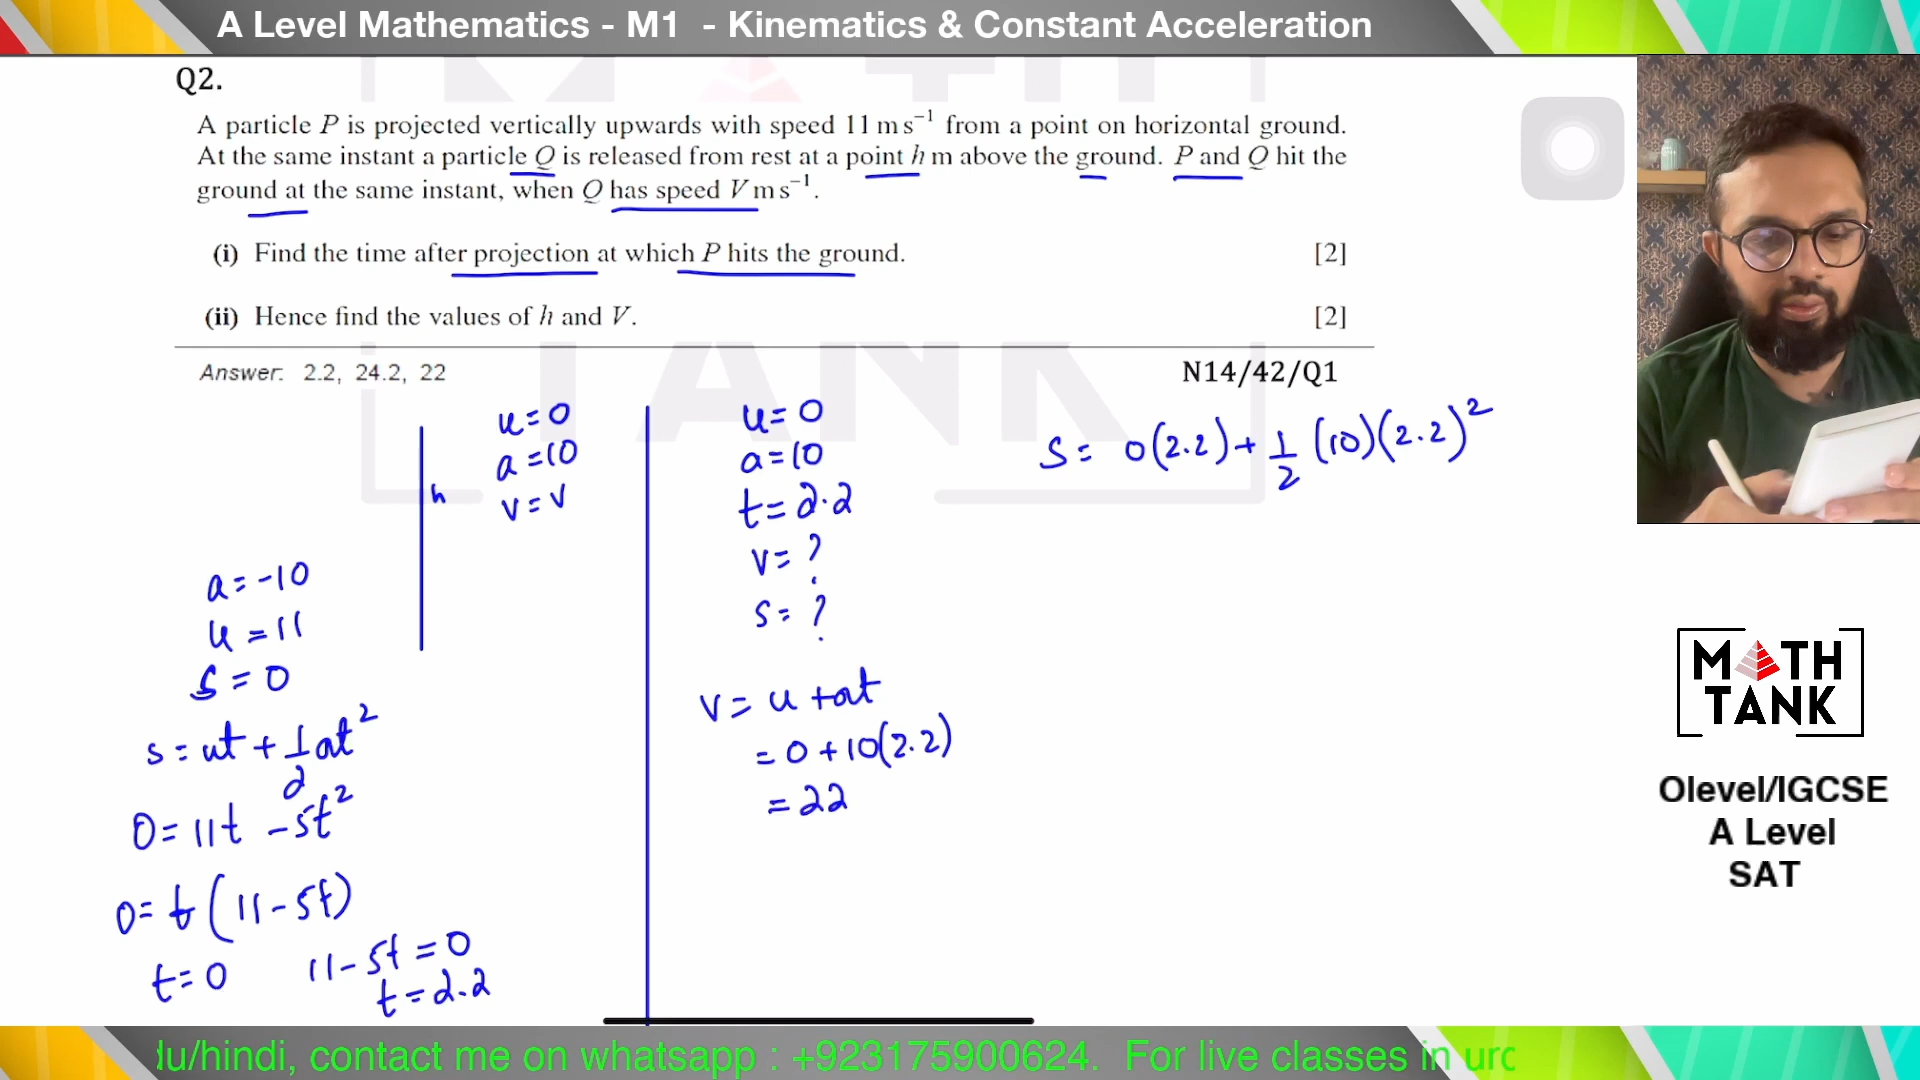 A Level Mathematics - M1 - Kinematics & Constant Acceleration
Q2.
A particle P is projected vertically upwards with speed 11 m s⁻¹ from a point on horizontal ground.
At the same instant a particle Q is released from rest at a point h m above the ground. P and Q hit the
ground at the same instant, when Q has speed V m s⁻¹.
(i) Find the time after projection at which P hits the ground. [2]
(ii) Hence find the values of h and V. [2]
Answer: 2.2, 24.2, 22
N14/42/Q1
h
u=0
a=10
v=v
a=-10
u=11
s=0
s=ut+½at²
0=11t-5t²
0=t(11-5t)
t=0 11-5t=0
t=2.2
u=0
a=10
t=2.2
v=?
s=?
v=u+at
=0+10(2.2)
=22
s= 0(2.2)+½(10)(2.2)²
MATH
TANK
MATH
TANK
Olevel/IGCSE
A Level
SAT
du/hindi, contact me on whatsapp : +923175900624. For live classes in urd